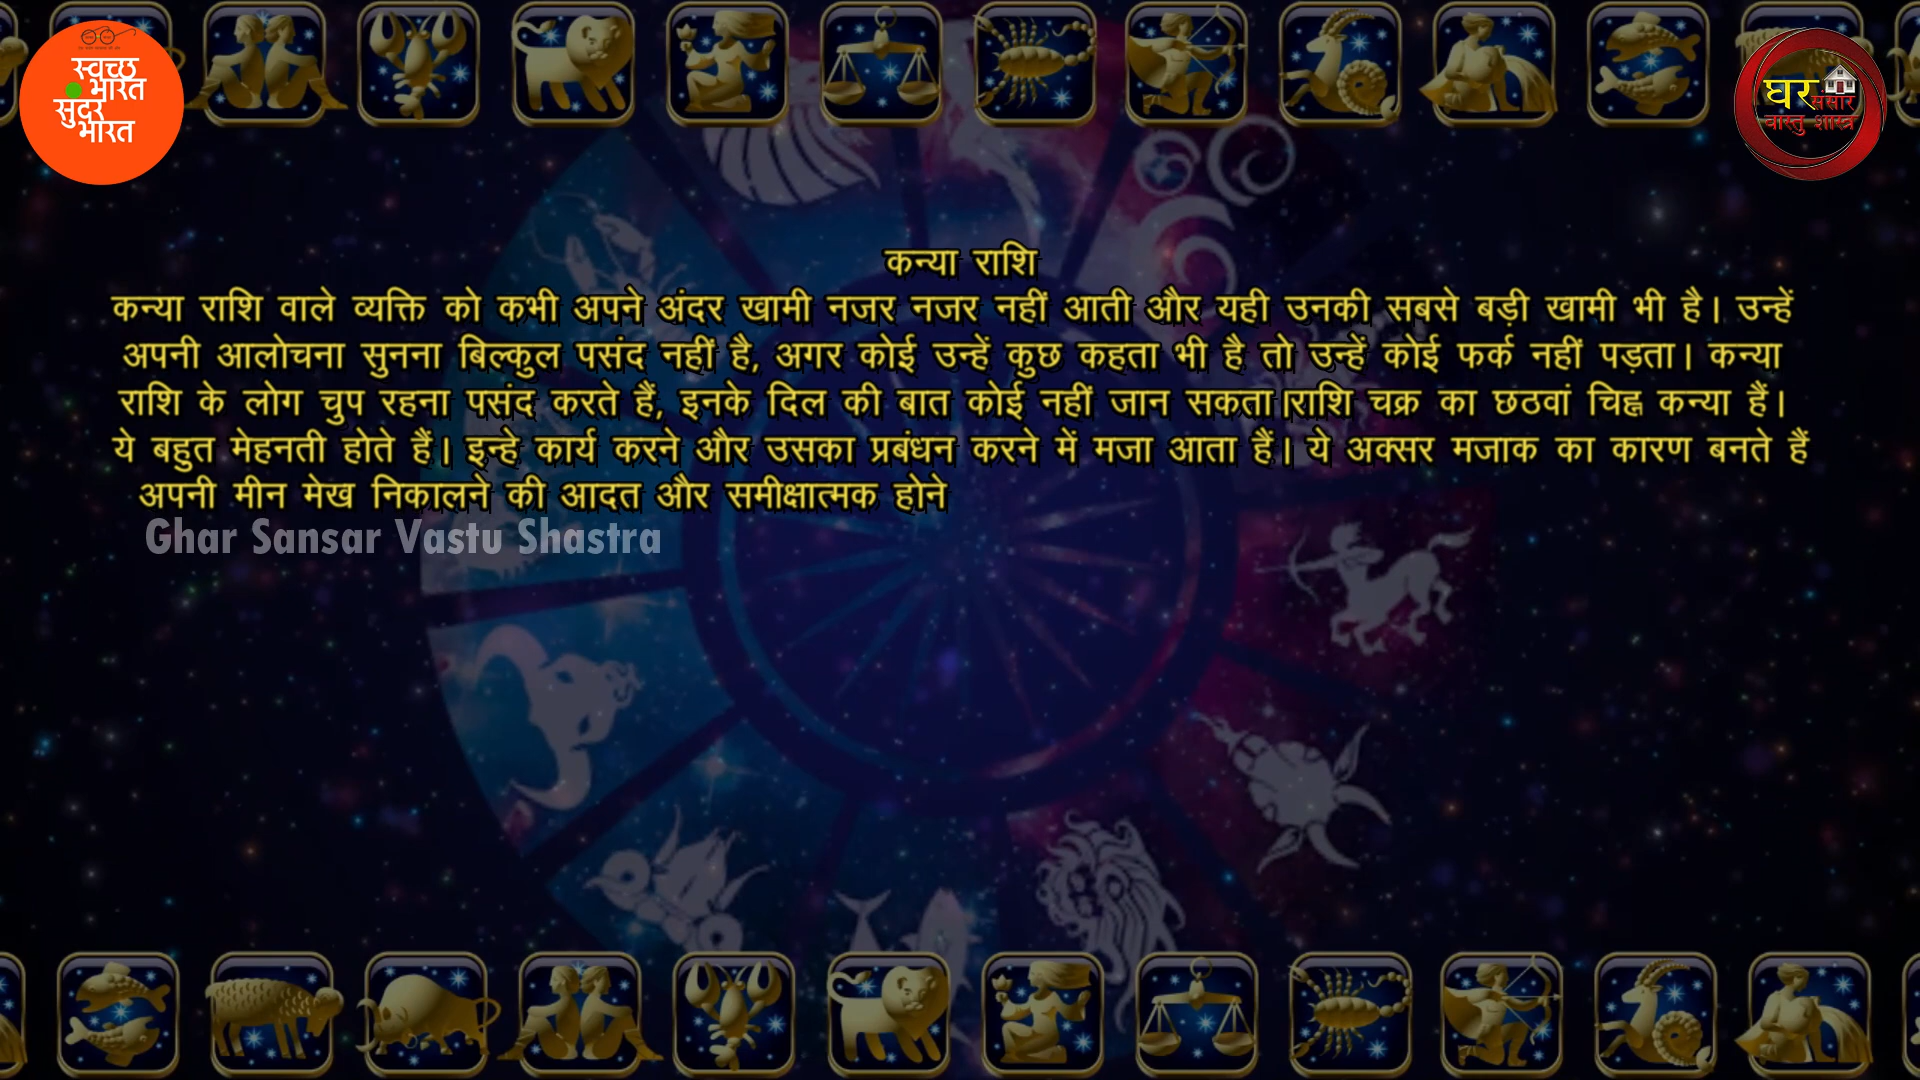 स्वच्छ
भारत
सुंदर
भारत
घर
संसार
वास्तु शास्त्र
कन्या राशि
कन्या राशि वाले व्यक्ति को कभी अपने अंदर खामी नजर नजर नहीं आती और यही उनकी सबसे बड़ी खामी भी है। उन्हें
अपनी आलोचना सुनना बिल्कुल पसंद नहीं है, अगर कोई उन्हें कुछ कहता भी है तो उन्हें कोई फर्क नहीं पड़ता। कन्या
राशि के लोग चुप रहना पसंद करते हैं, इनके दिल की बात कोई नहीं जान सकता|राशि चक्र का छठवां चिह्न कन्या हैं।
ये बहुत मेहनती होते हैं। इन्हे कार्य करने और उसका प्रबंधन करने में मजा आता हैं। ये अक्सर मजाक का कारण बनते हैं
अपनी मीन मेख निकालने की आदत और समीक्षात्मक होने
Ghar Sansar Vastu Shastra